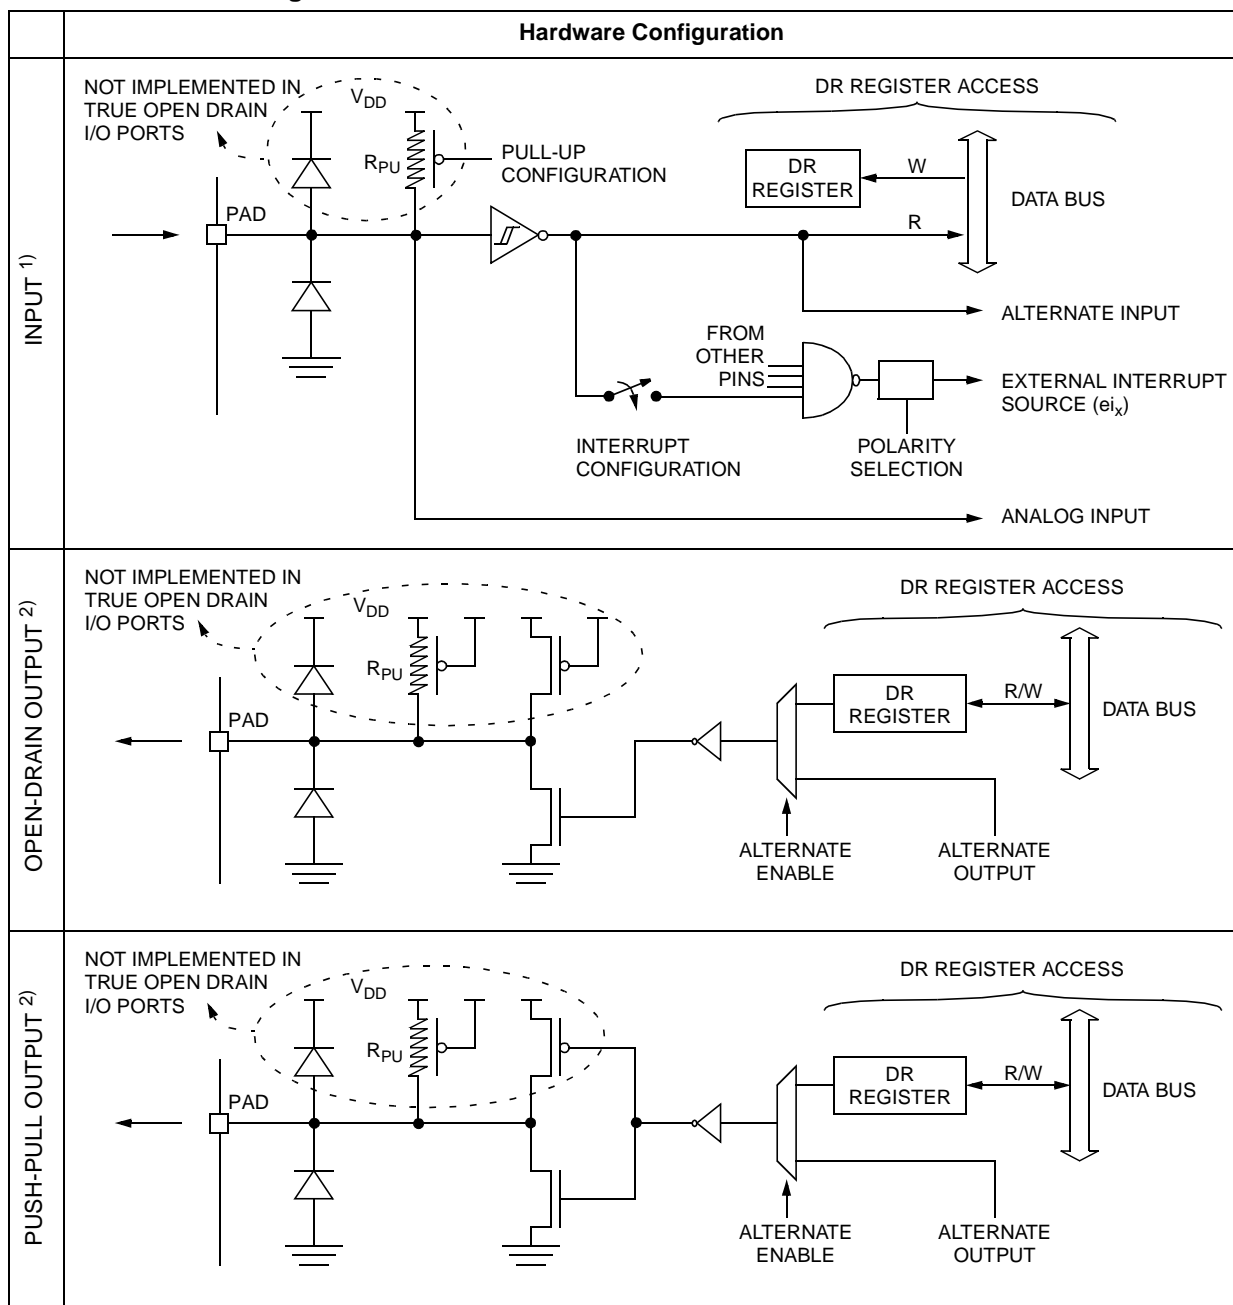 Hardware Configuration
INPUT 1)
NOT IMPLEMENTED IN
TRUE OPEN DRAIN
I/O PORTS
VDD
RPU
PULL-UP
CONFIGURATION
PAD
DR REGISTER ACCESS
DR
REGISTER
W
R
DATA BUS
ALTERNATE INPUT
FROM
OTHER
PINS
EXTERNAL INTERRUPT
SOURCE (eix)
INTERRUPT
CONFIGURATION
POLARITY
SELECTION
ANALOG INPUT
OPEN-DRAIN OUTPUT 2)
NOT IMPLEMENTED IN
TRUE OPEN DRAIN
I/O PORTS
VDD
RPU
PAD
DR REGISTER ACCESS
DR
REGISTER
R/W
DATA BUS
ALTERNATE
ENABLE
ALTERNATE
OUTPUT
PUSH-PULL OUTPUT 2)
NOT IMPLEMENTED IN
TRUE OPEN DRAIN
I/O PORTS
VDD
RPU
PAD
DR REGISTER ACCESS
DR
REGISTER
R/W
DATA BUS
ALTERNATE
ENABLE
ALTERNATE
OUTPUT